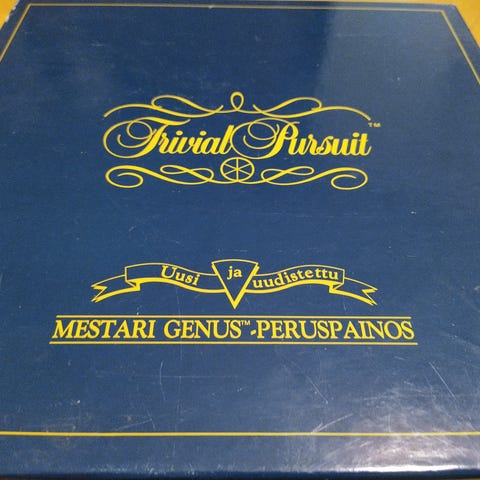 Trivial Pursuit™
Uusi ja uudistettu
MESTARI GENUS™-PERUSPAINOS